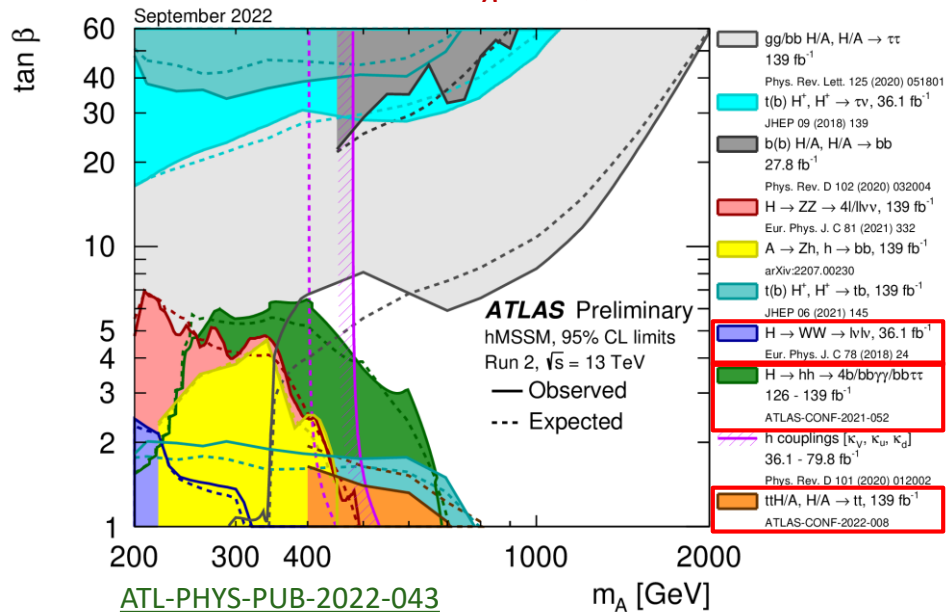 September 2022
tan β
60
40
30
20
10
5
4
3
2
1
200
300
400
1000
2000
m_A [GeV]
ATLAS Preliminary
hMSSM, 95% CL limits
Run 2, √s = 13 TeV
Observed
Expected
gg/bb H/A, H/A → ττ
139 fb⁻¹
Phys. Rev. Lett. 125 (2020) 051801
t(b) H⁺, H⁺ → τν, 36.1 fb⁻¹
JHEP 09 (2018) 139
b(b) H/A, H/A → bb
27.8 fb⁻¹
Phys. Rev. D 102 (2020) 032004
H → ZZ → 4l/llνν, 139 fb⁻¹
Eur. Phys. J. C 81 (2021) 332
A → Zh, h → bb, 139 fb⁻¹
arXiv:2207.00230
t(b) H⁺, H⁺ → tb, 139 fb⁻¹
JHEP 06 (2021) 145
H → WW → lνlν, 36.1 fb⁻¹
Eur. Phys. J. C 78 (2018) 24
H → hh → 4b/bbγγ/bbττ
126 - 139 fb⁻¹
ATLAS-CONF-2021-052
h couplings [κ_V, κ_u, κ_d]
36.1 - 79.8 fb⁻¹
Phys. Rev. D 101 (2020) 012002
ttH/A, H/A → tt, 139 fb⁻¹
ATLAS-CONF-2022-008
ATL-PHYS-PUB-2022-043